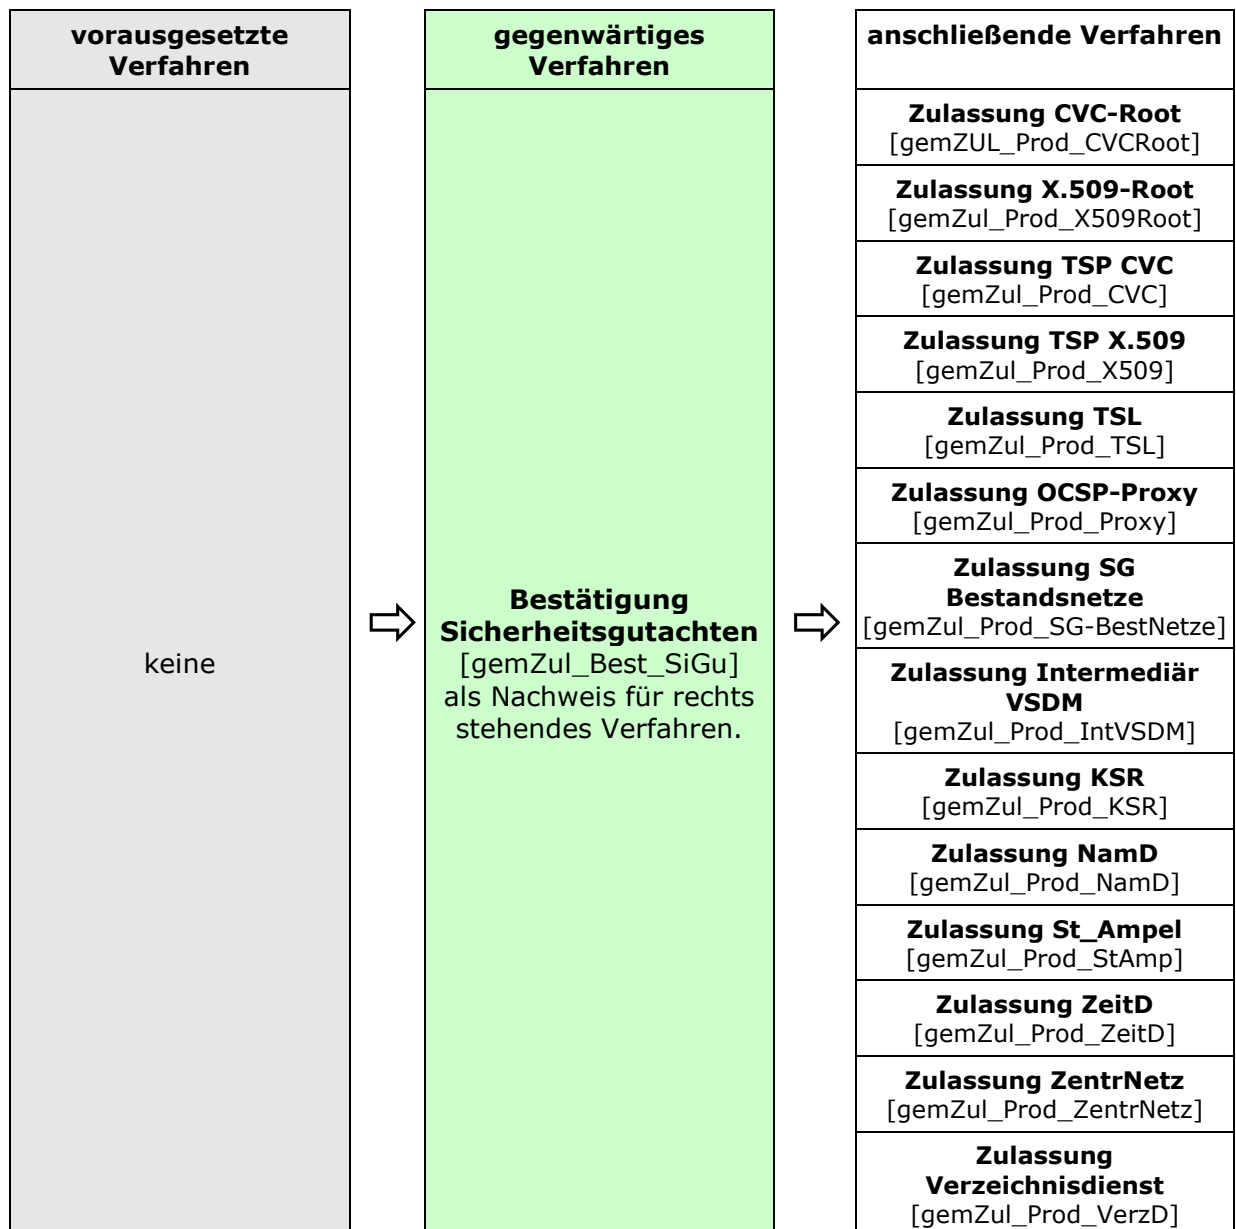 vorausgesetzte
Verfahren
keine
gegenwärtiges
Verfahren
Bestätigung
Sicherheitsgutachten
[gemZul_Best_SiGu]
als Nachweis für rechts
stehendes Verfahren.
anschließende Verfahren
Zulassung CVC-Root
[gemZUL_Prod_CVCRoot]
Zulassung X.509-Root
[gemZul_Prod_X509Root]
Zulassung TSP CVC
[gemZul_Prod_CVC]
Zulassung TSP X.509
[gemZul_Prod_X509]
Zulassung TSL
[gemZul_Prod_TSL]
Zulassung OCSP-Proxy
[gemZul_Prod_Proxy]
Zulassung SG
Bestandsnetze
[gemZul_Prod_SG-BestNetze]
Zulassung Intermediär
VSDM
[gemZul_Prod_IntVSDM]
Zulassung KSR
[gemZul_Prod_KSR]
Zulassung NamD
[gemZul_Prod_NamD]
Zulassung St_Ampel
[gemZul_Prod_StAmp]
Zulassung ZeitD
[gemZul_Prod_ZeitD]
Zulassung ZentrNetz
[gemZul_Prod_ZentrNetz]
Zulassung
Verzeichnisdienst
[gemZul_Prod_VerzD]